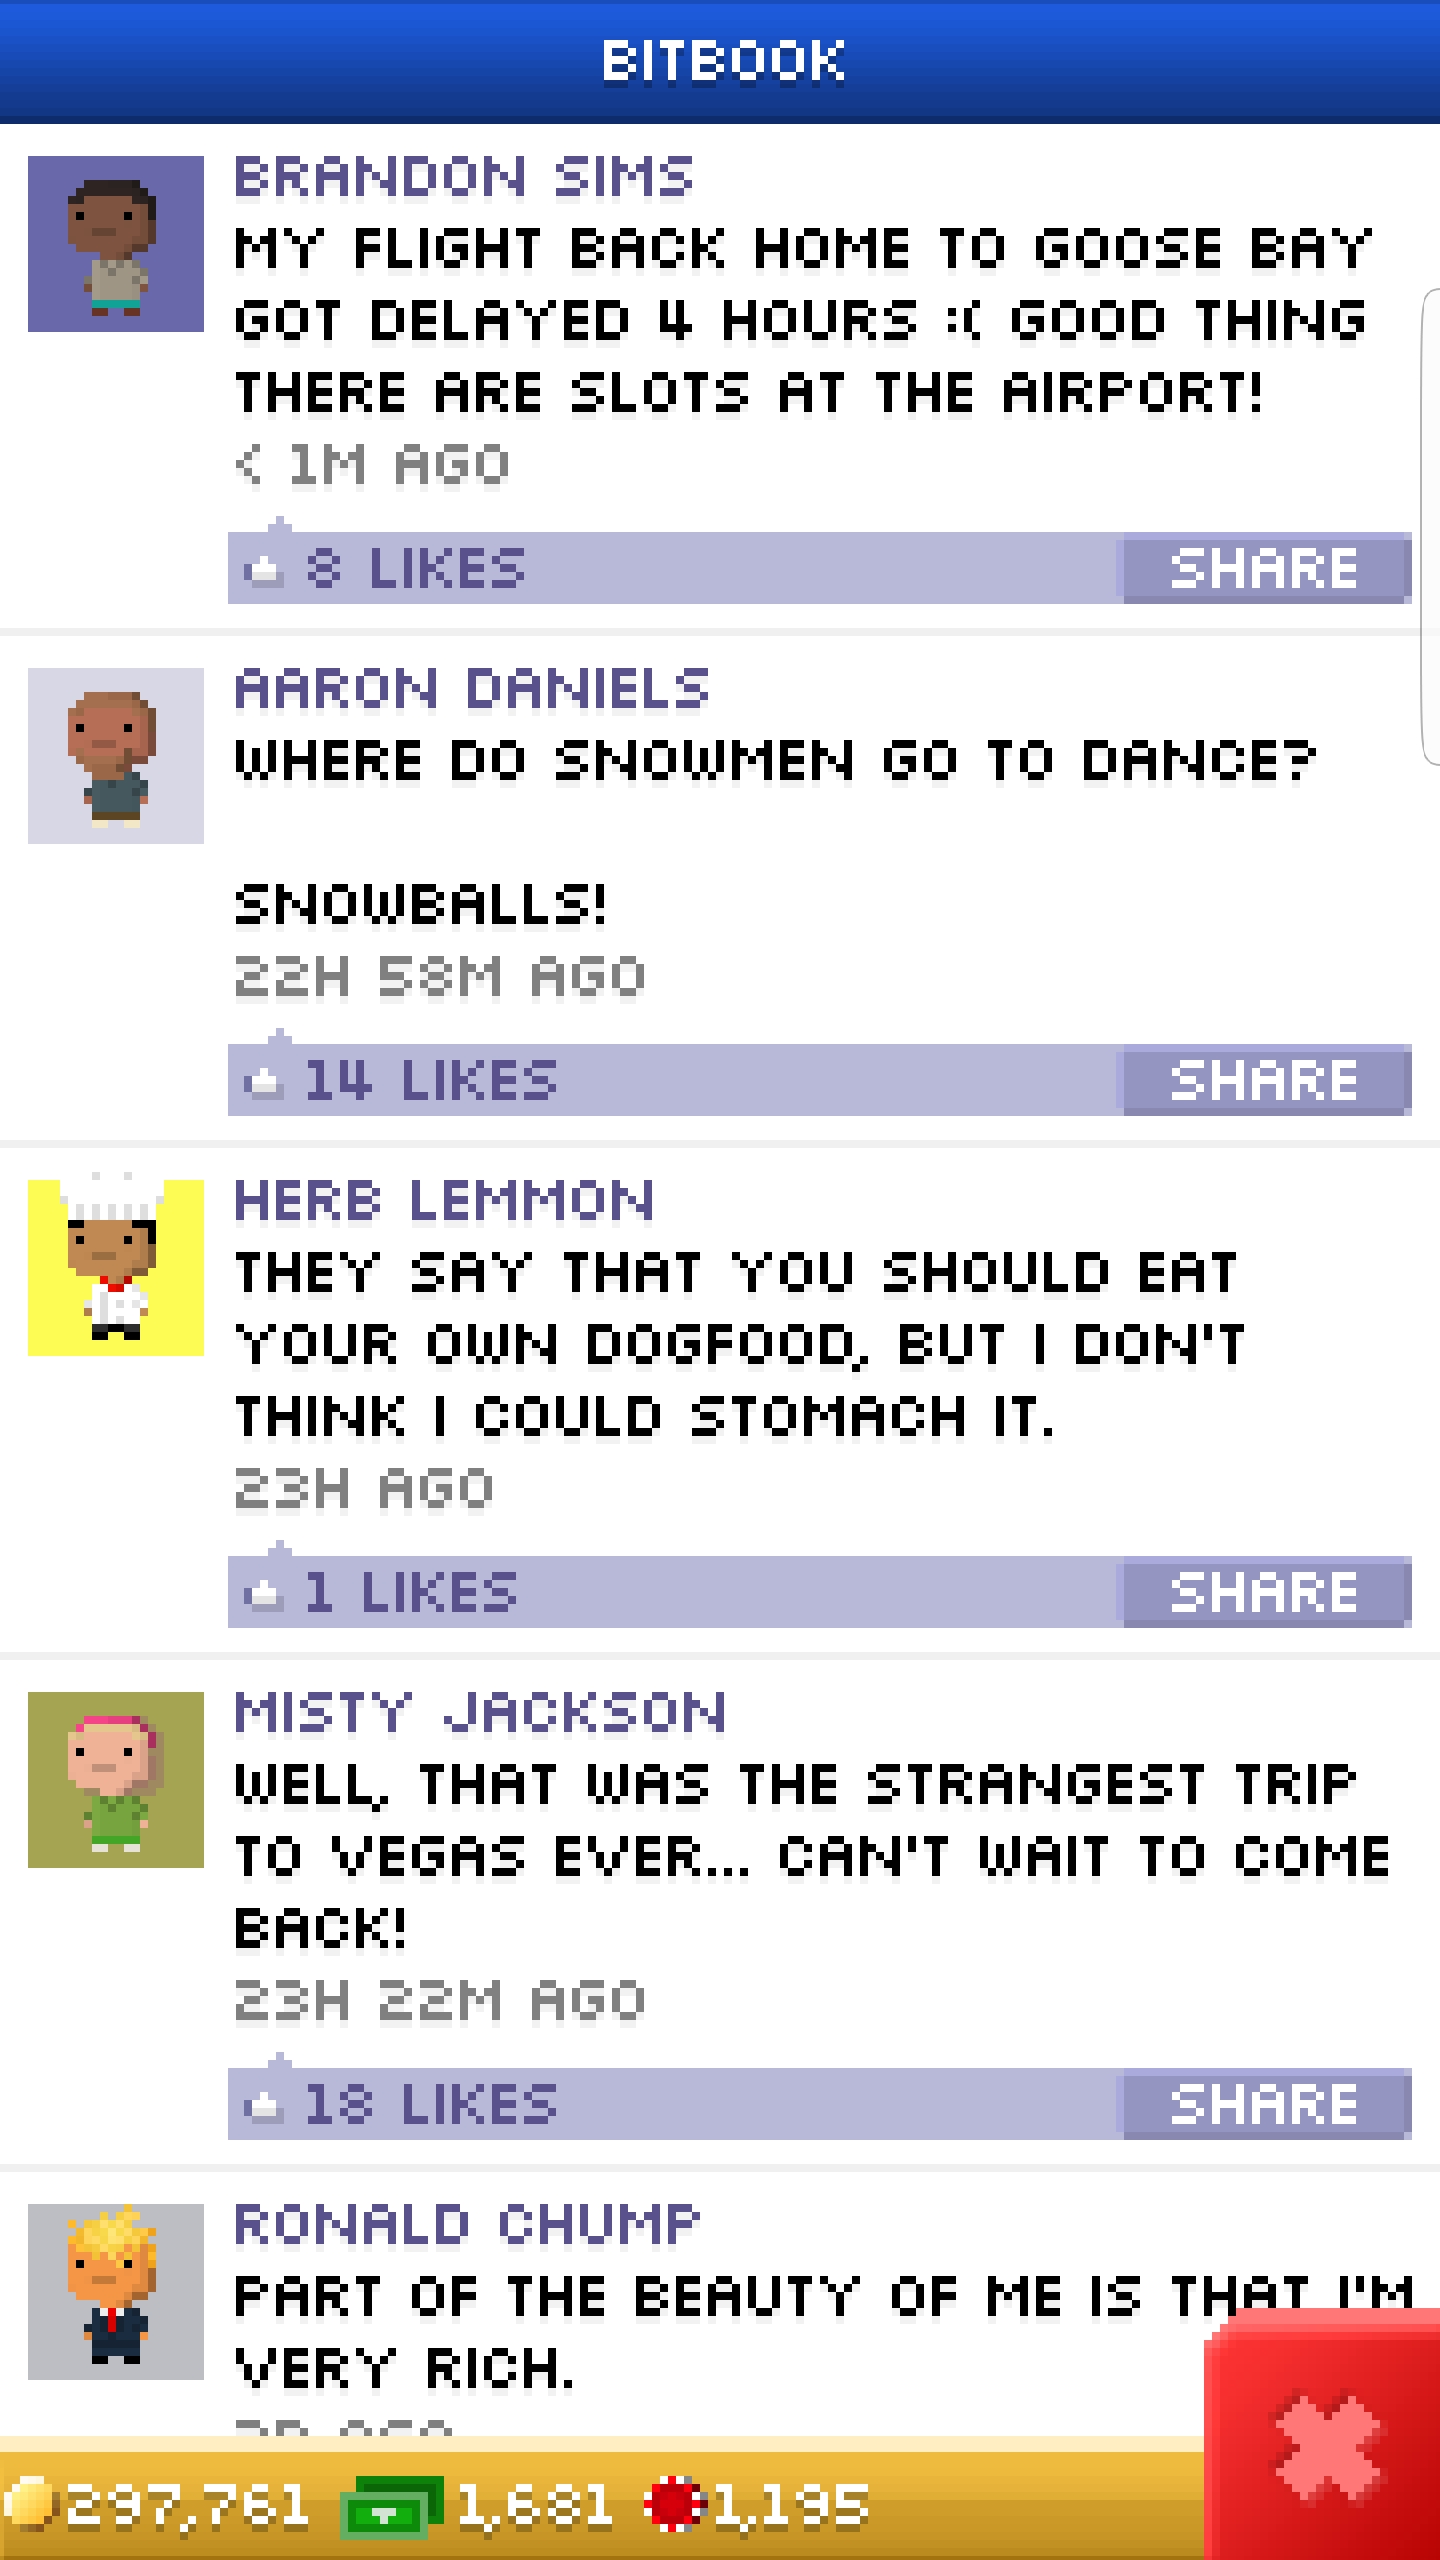 BITBOOK
BRANDON SIMS
MY FLIGHT BACK HOME TO GOOSE BAY
GOT DELAYED 4 HOURS :( GOOD THING
THERE ARE SLOTS AT THE AIRPORT!
< 1M AGO
8 LIKES
SHARE
AARON DANIELS
WHERE DO SNOWMEN GO TO DANCE?
SNOWBALLS!
22H 58M AGO
14 LIKES
SHARE
HERB LEMMON
THEY SAY THAT YOU SHOULD EAT
YOUR OWN DOGFOOD, BUT I DON'T
THINK I COULD STOMACH IT.
23H AGO
1 LIKES
SHARE
MISTY JACKSON
WELL, THAT WAS THE STRANGEST TRIP
TO VEGAS EVER... CAN'T WAIT TO COME
BACK!
23H 22M AGO
18 LIKES
SHARE
RONALD CHUMP
PART OF THE BEAUTY OF ME IS THAT I'M
VERY RICH.
297,761 1,681 1,195